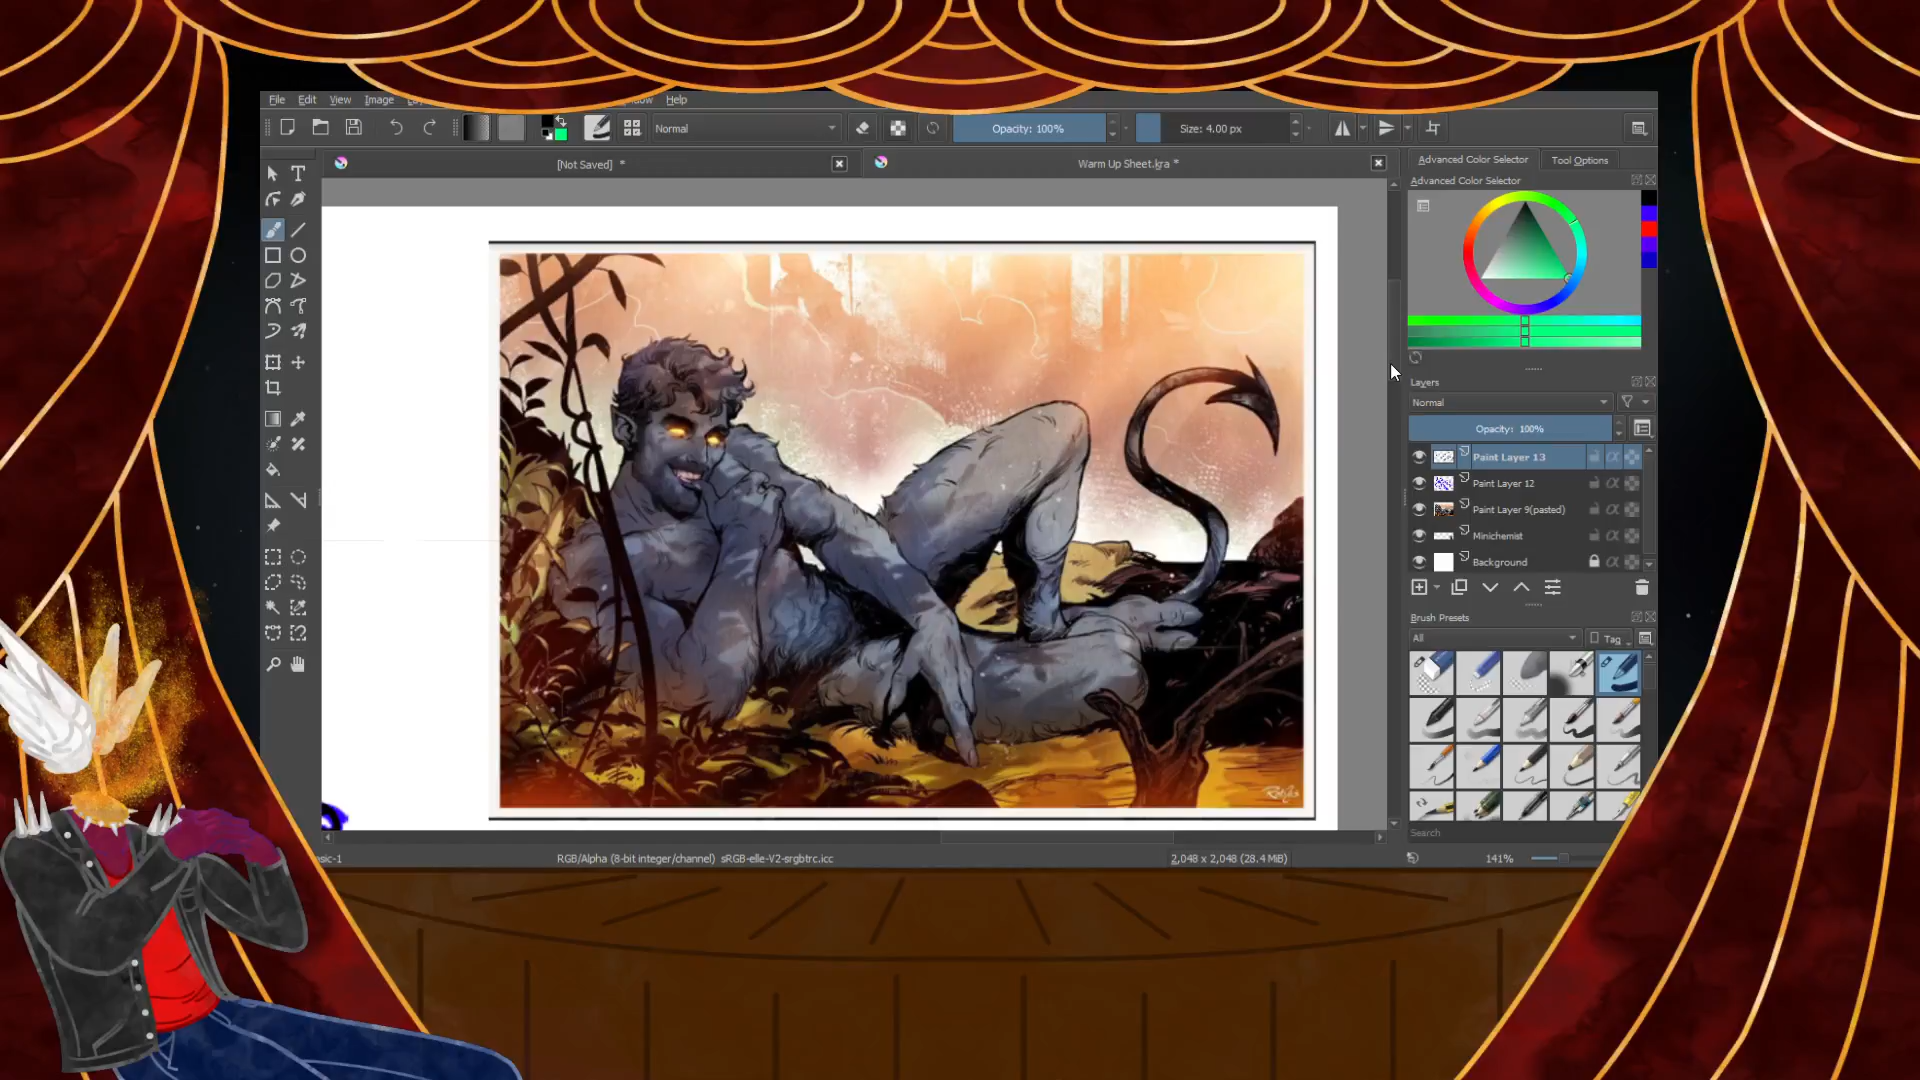 File Edit View Image Help
Normal
Opacity: 100%
Size: 4.00 px
[Not Saved] *
Warm Up Sheet.kra *
Advanced Color Selector
Tool Options
Advanced Color Selector
Layers
Normal
Opacity: 100%
Paint Layer 13
Paint Layer 12
Paint Layer 9(pasted)
Minichemist
Background
Brush Presets
All
Tag
Search
sic-1
RGB/Alpha (8-bit integer/channel) sRGB-elle-V2-srgbtrc.icc
2,048 x 2,048 (28.4 MiB)
141%